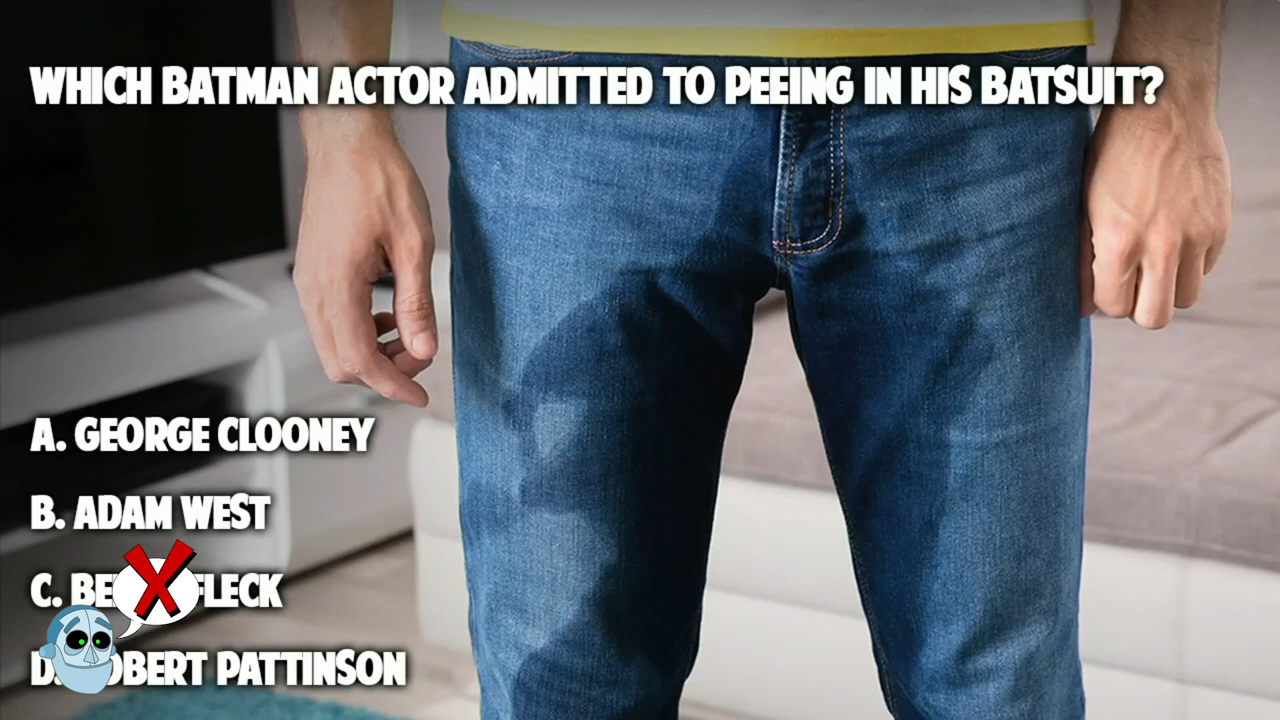 WHICH BATMAN ACTOR ADMITTED TO PEEING IN HIS BATSUIT?
A. GEORGE CLOONEY
B. ADAM WEST
C.
D. PATTINSON